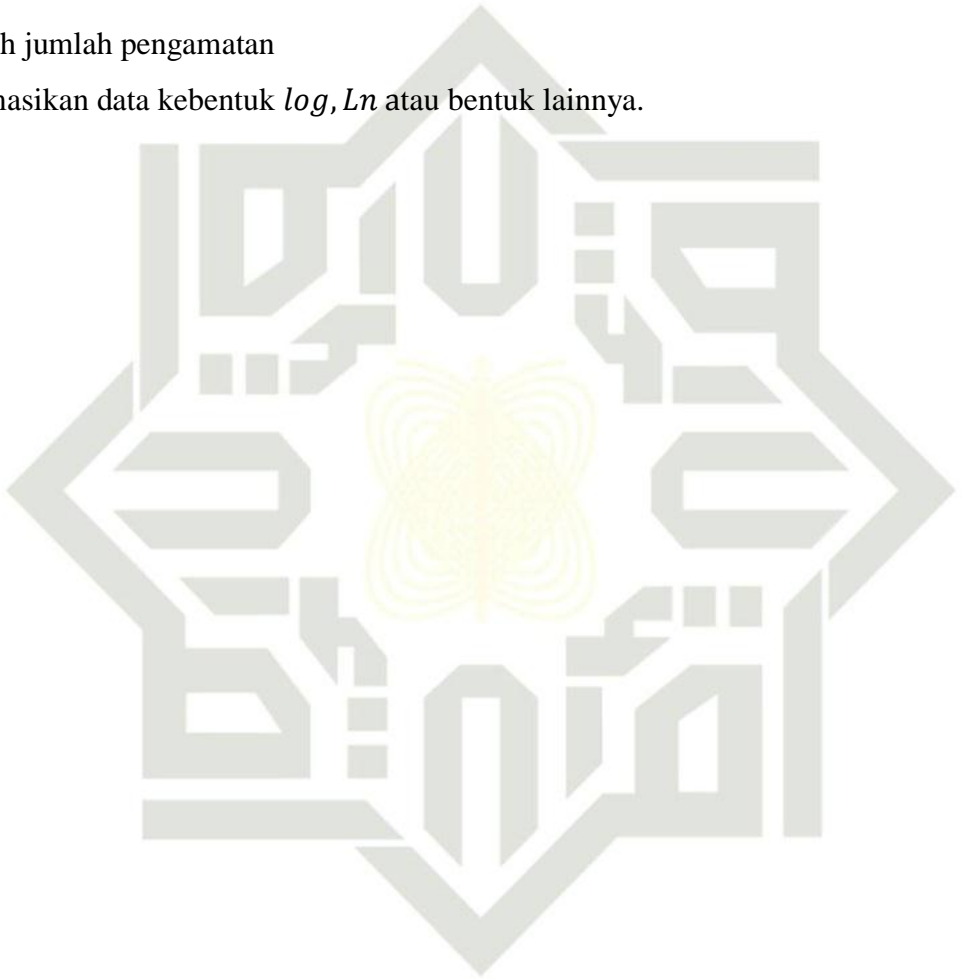 h jumlah pengamatan
nasikan data kebentuk log, Ln atau bentuk lainnya.